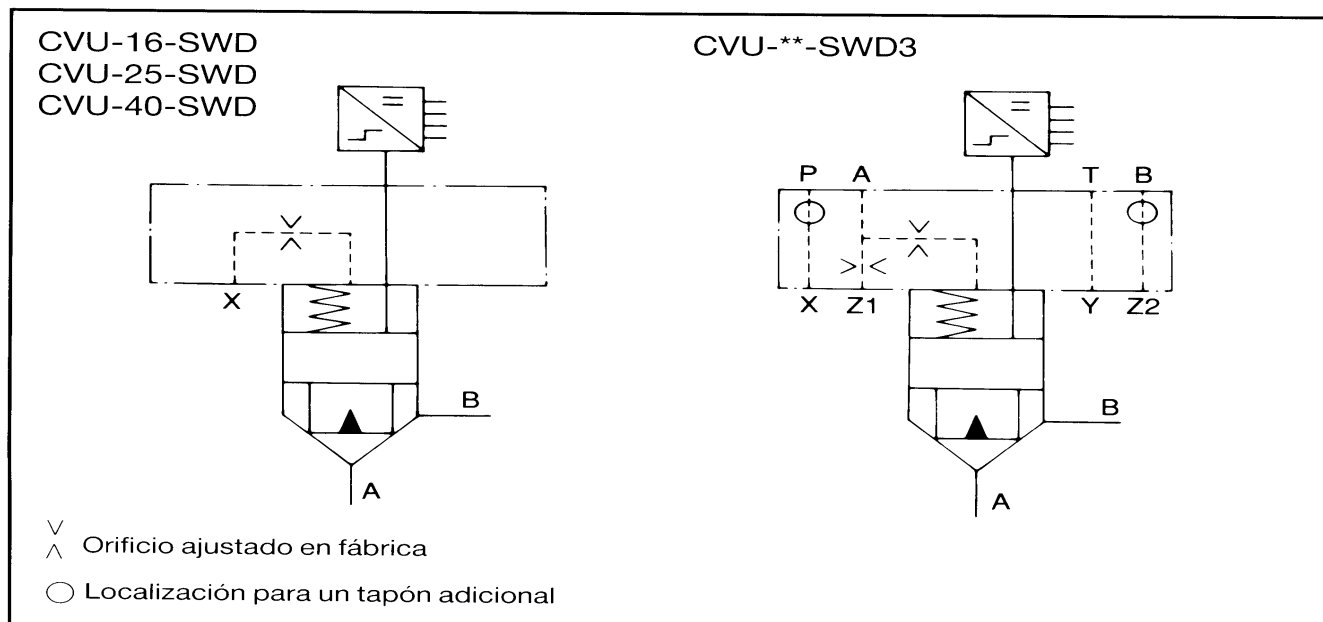 CVU-16-SWD
CVU-25-SWD
CVU-40-SWD
X
B
A
Orificio ajustado en fábrica
Localización para un tapón adicional
CVU-**-SWD3
P A T B
X Z1 Y Z2
B
A